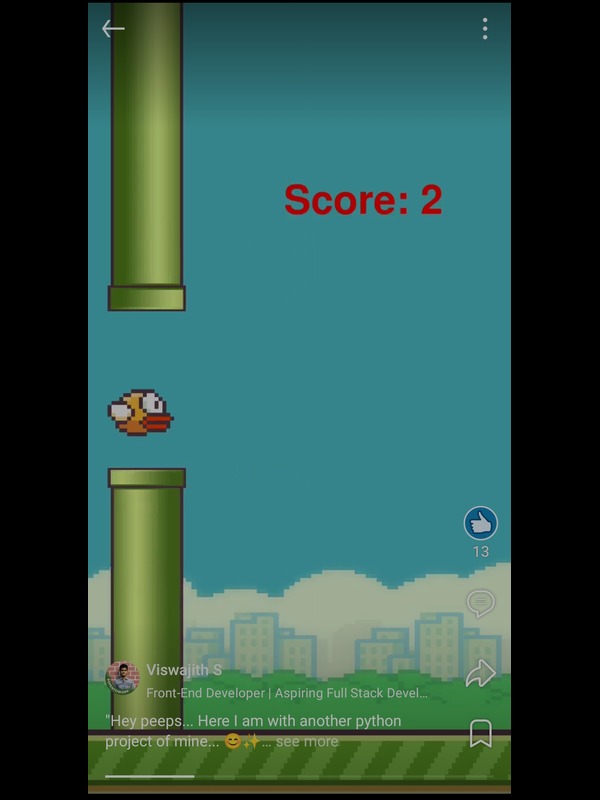 Score: 2
13
Viswajith S
Front-End Developer | Aspiring Full Stack Devel...
"Hey peeps... Here I am with another python
project of mine... 😊✨... see more